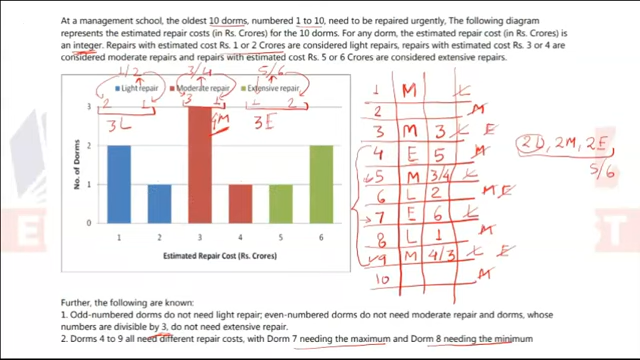 At a management school, the oldest 10 dorms, numbered 1 to 10, need to be repaired urgently, The following diagram
represents the estimated repair costs (in Rs. Crores) for the 10 dorms. For any dorm, the estimated repair cost (in Rs. Crores) is
an integer. Repairs with estimated cost Rs. 1 or 2 Crores are considered light repairs, repairs with estimated cost Rs. 3 or 4 are
considered moderate repairs and repairs with estimated cost Rs. 5 or 6 Crores are considered extensive repairs.
1/2 3/4 5/6
Light repair Moderate repair Extensive repair
2 1 3 1 1 2
3L 4M 3E
No. of Dorms
3
2
1
0
1 2 3 4 5 6
Estimated Repair Cost (Rs. Crores)
1 M L
2 M
3 M 3 L E
4 E 5 M
5 M 3/4 L
6 L 2 M E
7 E 6 L
8 L 1 M
9 M 4/3 L E
10 M
2L, 2M, 2E
5/6
Further, the following are known:
1. Odd-numbered dorms do not need light repair; even-numbered dorms do not need moderate repair and dorms, whose
numbers are divisible by 3, do not need extensive repair.
2. Dorms 4 to 9 all need different repair costs, with Dorm 7 needing the maximum and Dorm 8 needing the minimum